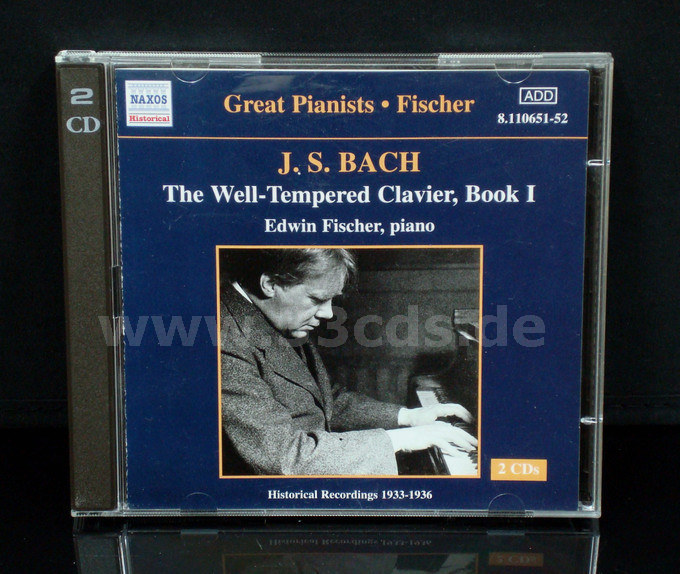 2
CD
NAXOS
Historical
Great Pianists • Fischer
ADD
8.110651-52
J. S. BACH
The Well-Tempered Clavier, Book I
Edwin Fischer, piano
2 CDs
Historical Recordings 1933-1936